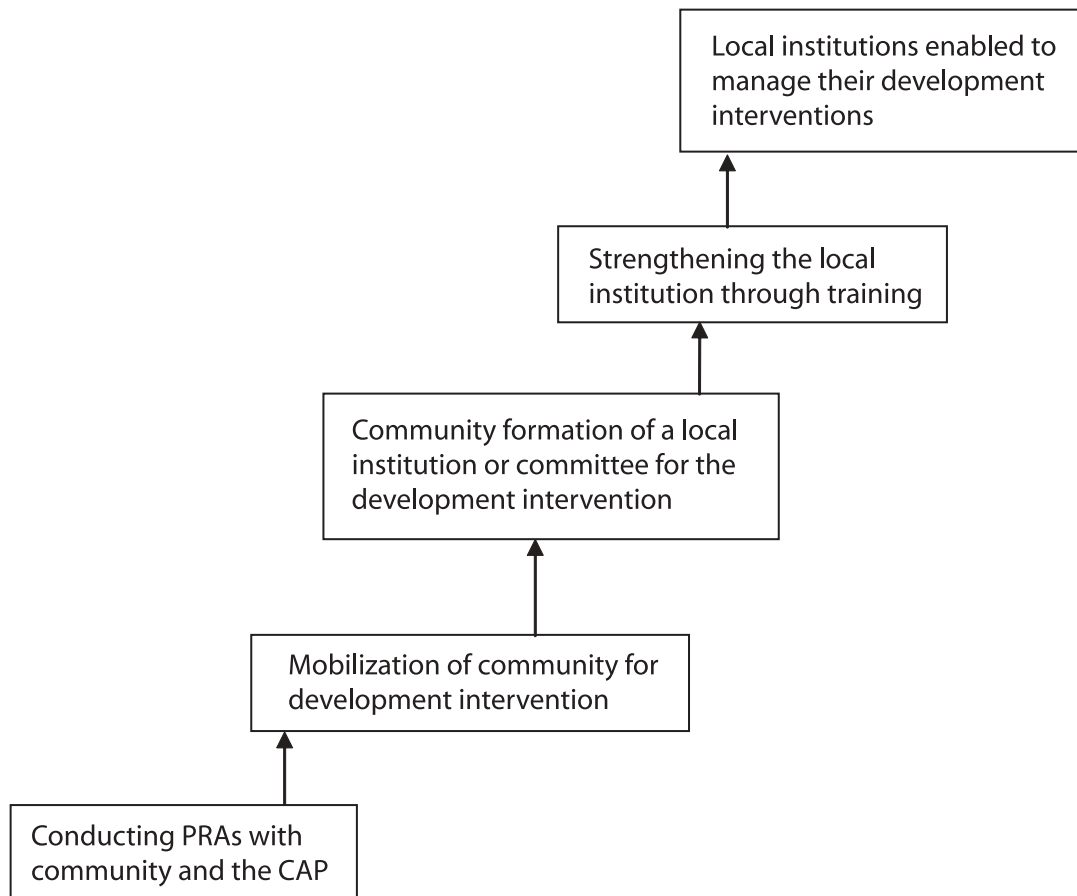 Local institutions enabled to
manage their development
interventions
Strengthening the local
institution through training
Community formation of a local
institution or committee for the
development intervention
Mobilization of community for
development intervention
Conducting PRAs with
community and the CAP